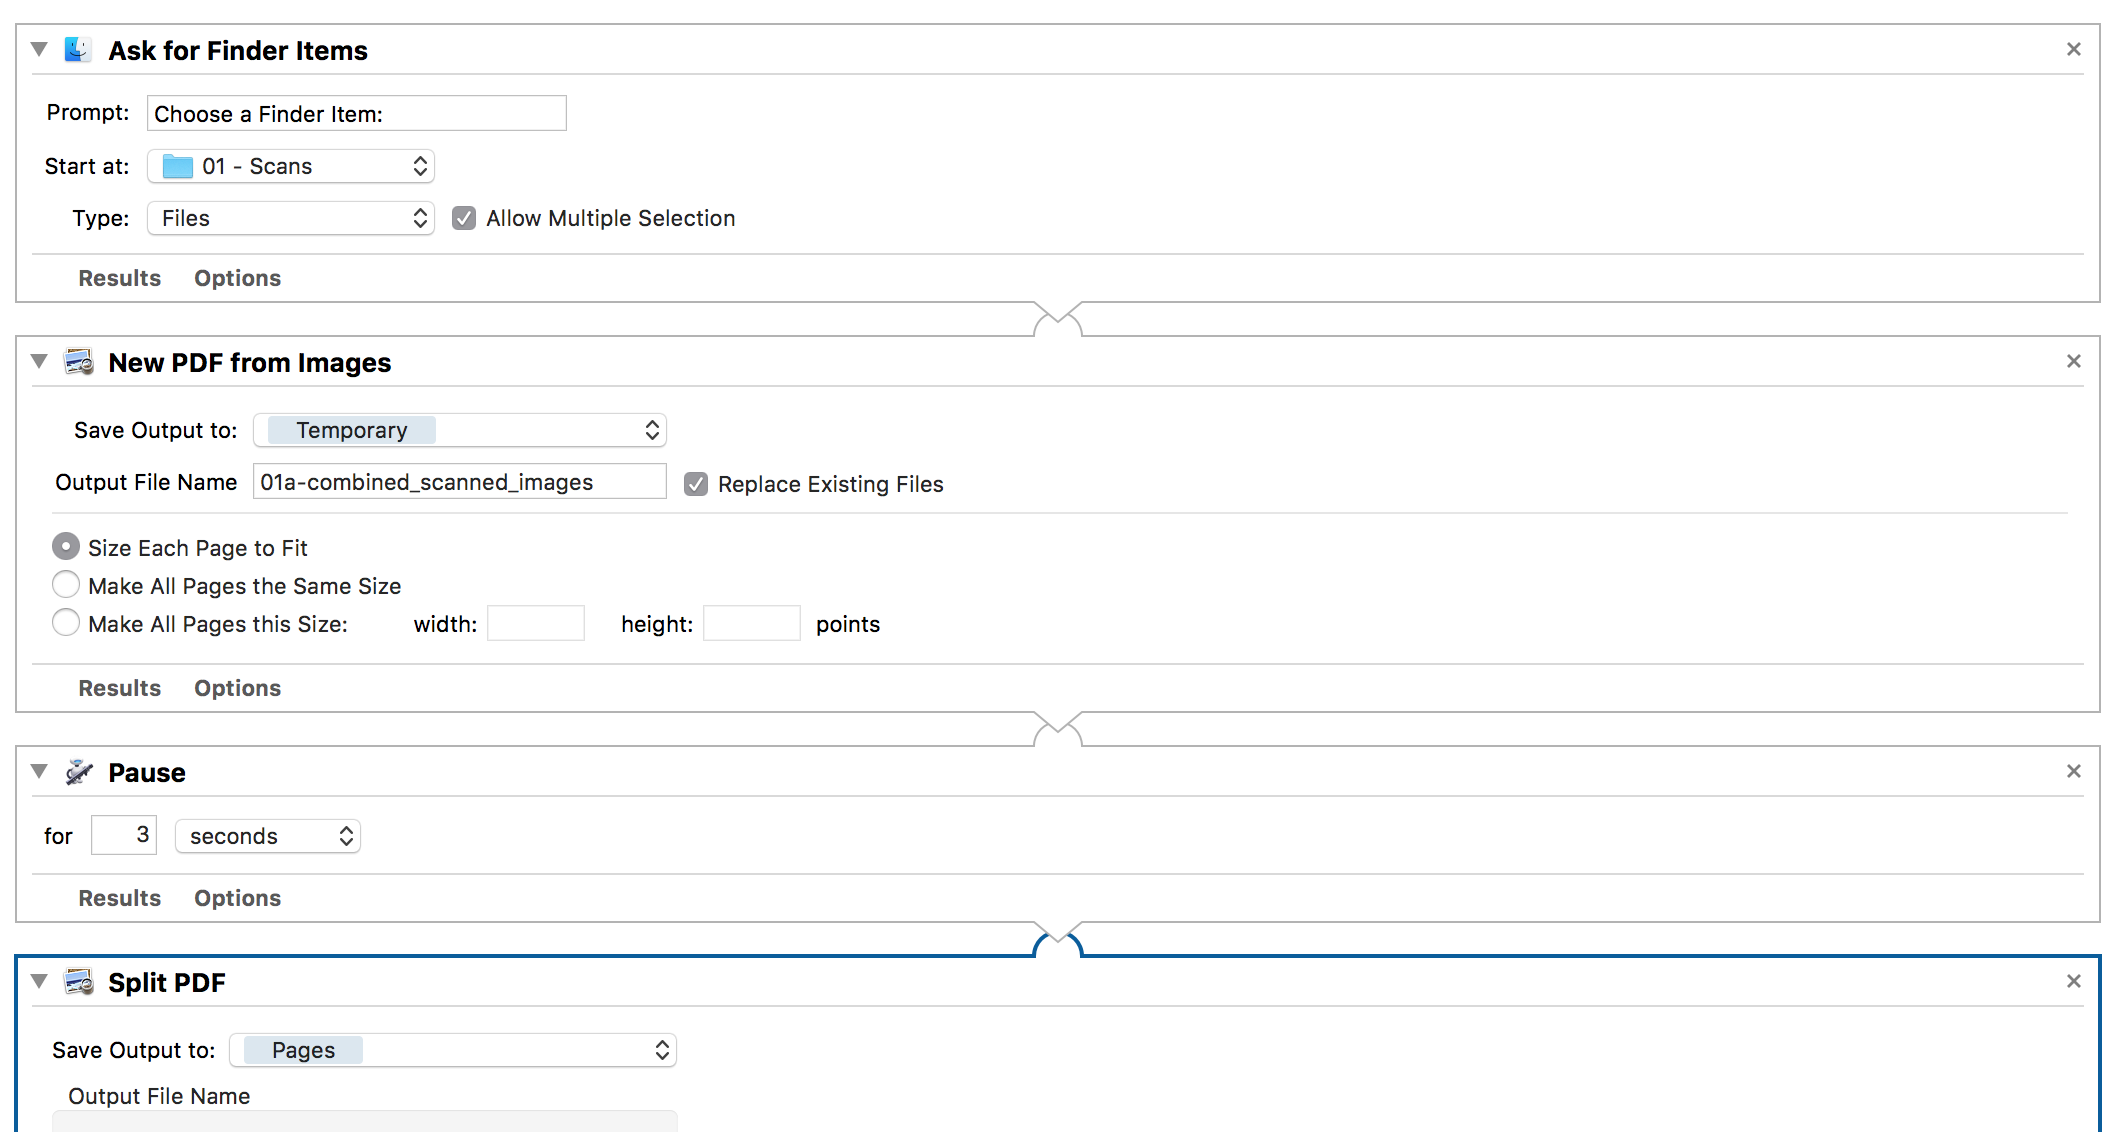 Ask for Finder Items
Prompt: Choose a Finder Item:
Start at: 01 - Scans
Type: Files Allow Multiple Selection
Results Options
New PDF from Images
Save Output to: Temporary
Output File Name 01a-combined_scanned_images Replace Existing Files
Size Each Page to Fit
Make All Pages the Same Size
Make All Pages this Size: width: height: points
Results Options
Pause
for 3 seconds
Results Options
Split PDF
Save Output to: Pages
Output File Name